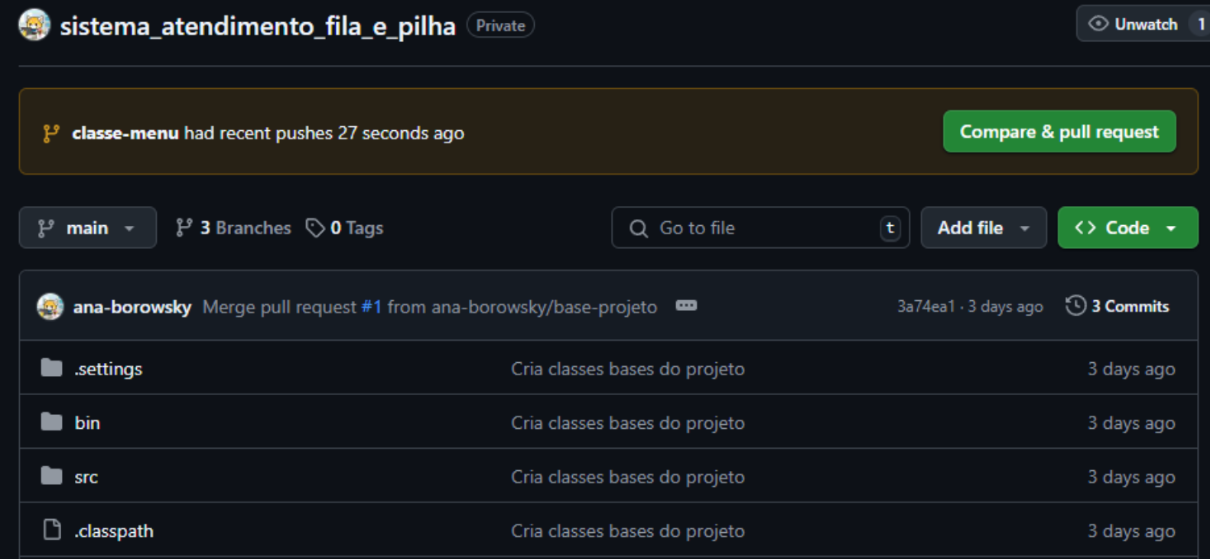 sistema_atendimento_fila_e_pilha Private Unwatch 1
classe-menu had recent pushes 27 seconds ago Compare & pull request
main 3 Branches 0 Tags Go to file t Add file <> Code
ana-borowsky Merge pull request #1 from ana-borowsky/base-projeto 3a74ea1 · 3 days ago 3 Commits
.settings Cria classes bases do projeto 3 days ago
bin Cria classes bases do projeto 3 days ago
src Cria classes bases do projeto 3 days ago
.classpath Cria classes bases do projeto 3 days ago